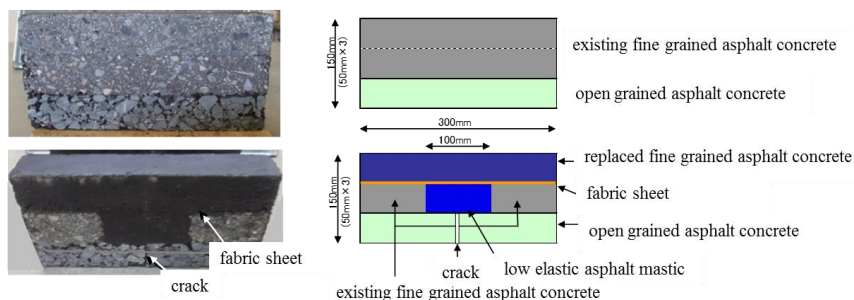 existing fine grained asphalt concrete
150mm
(50mm×3)
open grained asphalt concrete
300mm
100mm
replaced fine grained asphalt concrete
150mm
(50mm×3)
fabric sheet
open grained asphalt concrete
fabric sheet
crack
crack
low elastic asphalt mastic
existing fine grained asphalt concrete